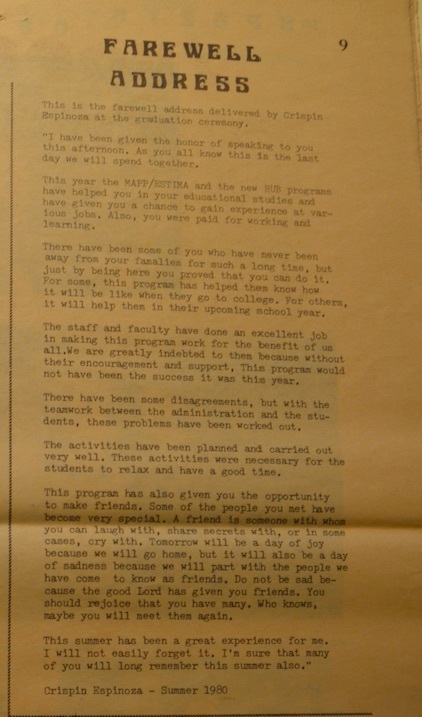 9
FAREWELL
ADDRESS
This is the farewell address delivered by Crispin
Espinoza at the graduation ceremony.
"I have been given the honor of speaking to you
this afternoon. As you all know this is the last
day we will spend together.
This year the MAPP/ESTIMA and the new HUB programs
have helped you in your educational studies and
have given you a chance to gain experience at var-
ious jobs. Also, you were paid for working and
learning.
There have been some of you who have never been
away from your families for such a long time, but
just by being here you proved that you can do it.
For some, this program has helped them know how
it will be like when they go to college. For others,
it will help them in their upcoming school year.
The staff and faculty have done an excellent job
in making this program work for the benefit of us
all.We are greatly indebted to them because without
their encouragement and support, This program would
not have been the success it was this year.
There have been some disagreements, but with the
teamwork between the administration and the stu-
dents, these problems have been worked out.
The activities have been planned and carried out
very well. These activities were necessary for the
students to relax and have a good time.
This program has also given you the opportunity
to make friends. Some of the people you met have
become very special. A friend is someone with whom
you can laugh with, share secrets with, or in some
cases, cry with. Tomorrow will be a day of joy
because we will go home, but it will also be a day
of sadness because we will part with the people we
have come to know as friends. Do not be sad be-
cause the good Lord has given you friends. You
should rejoice that you have many. Who knows,
maybe you will meet them again.
This summer has been a great experience for me.
I will not easily forget it. I'm sure that many
of you will long remember this summer also."
Crispin Espinoza - Summer 1980